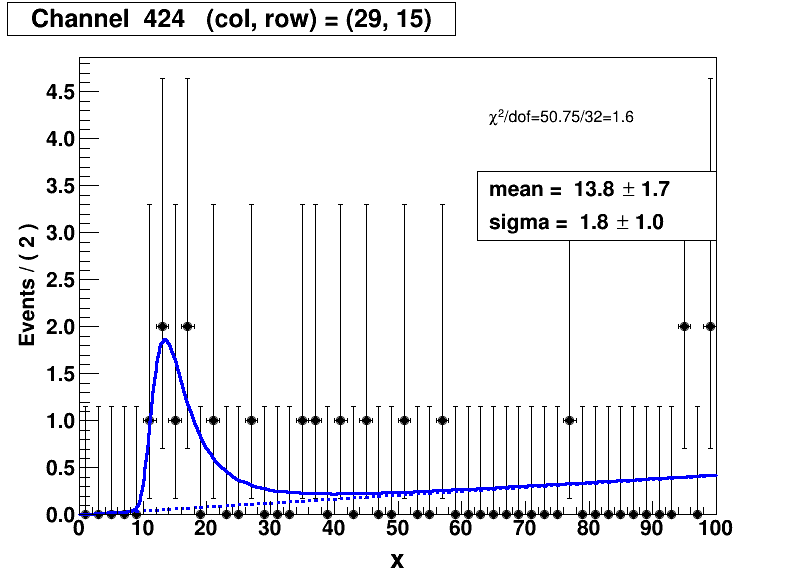 Channel 424 (col, row) = (29, 15)
χ²/dof=50.75/32=1.6
mean = 13.8 ± 1.7
sigma = 1.8 ± 1.0
Events / ( 2 )
4.5
4.0
3.5
3.0
2.5
2.0
1.5
1.0
0.5
0.0
0 10 20 30 40 50 60 70 80 90 100
x